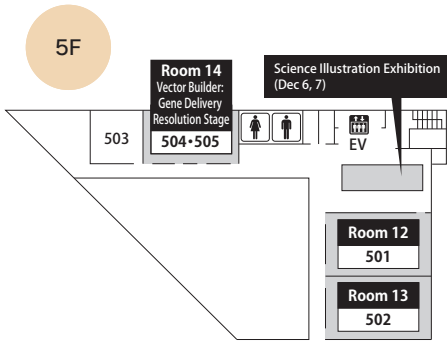 5F
Room 14
Vector Builder:
Gene Delivery
Resolution Stage
504・505
Science Illustration Exhibition
(Dec 6, 7)
503
EV
Room 12
501
Room 13
502